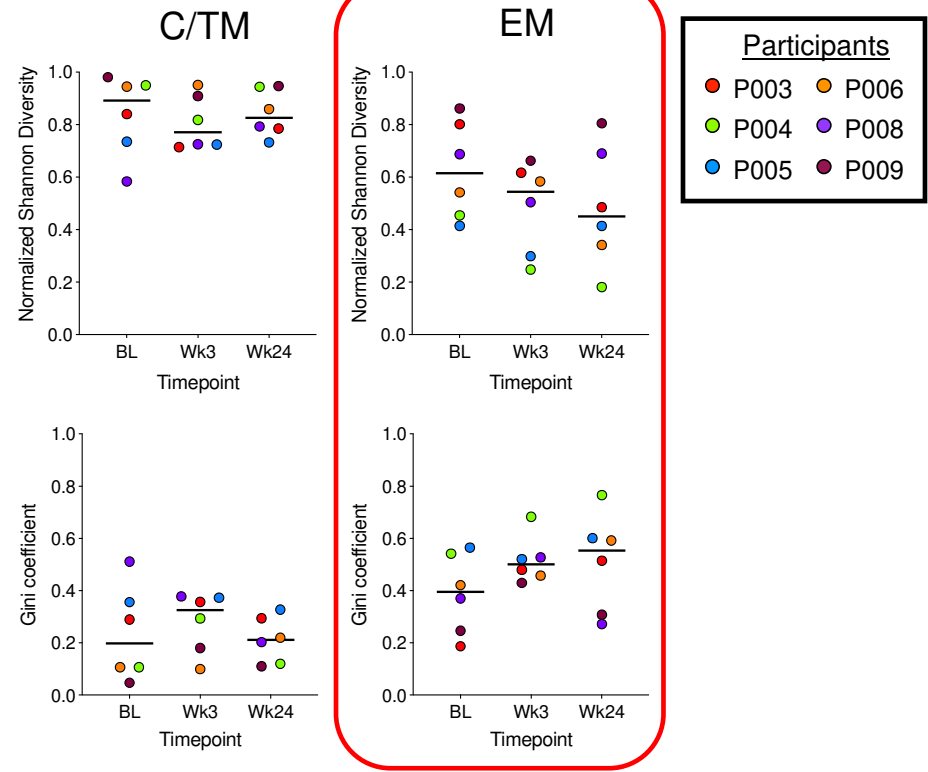 C/TM
EM
Participants
P003
P006
P004
P008
P005
P009
Normalized Shannon Diversity
1.0
0.8
0.6
0.4
0.2
0.0
BL
Wk3
Wk24
Timepoint
Normalized Shannon Diversity
1.0
0.8
0.6
0.4
0.2
0.0
BL
Wk3
Wk24
Timepoint
Gini coefficient
1.0
0.8
0.6
0.4
0.2
0.0
BL
Wk3
Wk24
Timepoint
Gini coefficient
1.0
0.8
0.6
0.4
0.2
0.0
BL
Wk3
Wk24
Timepoint